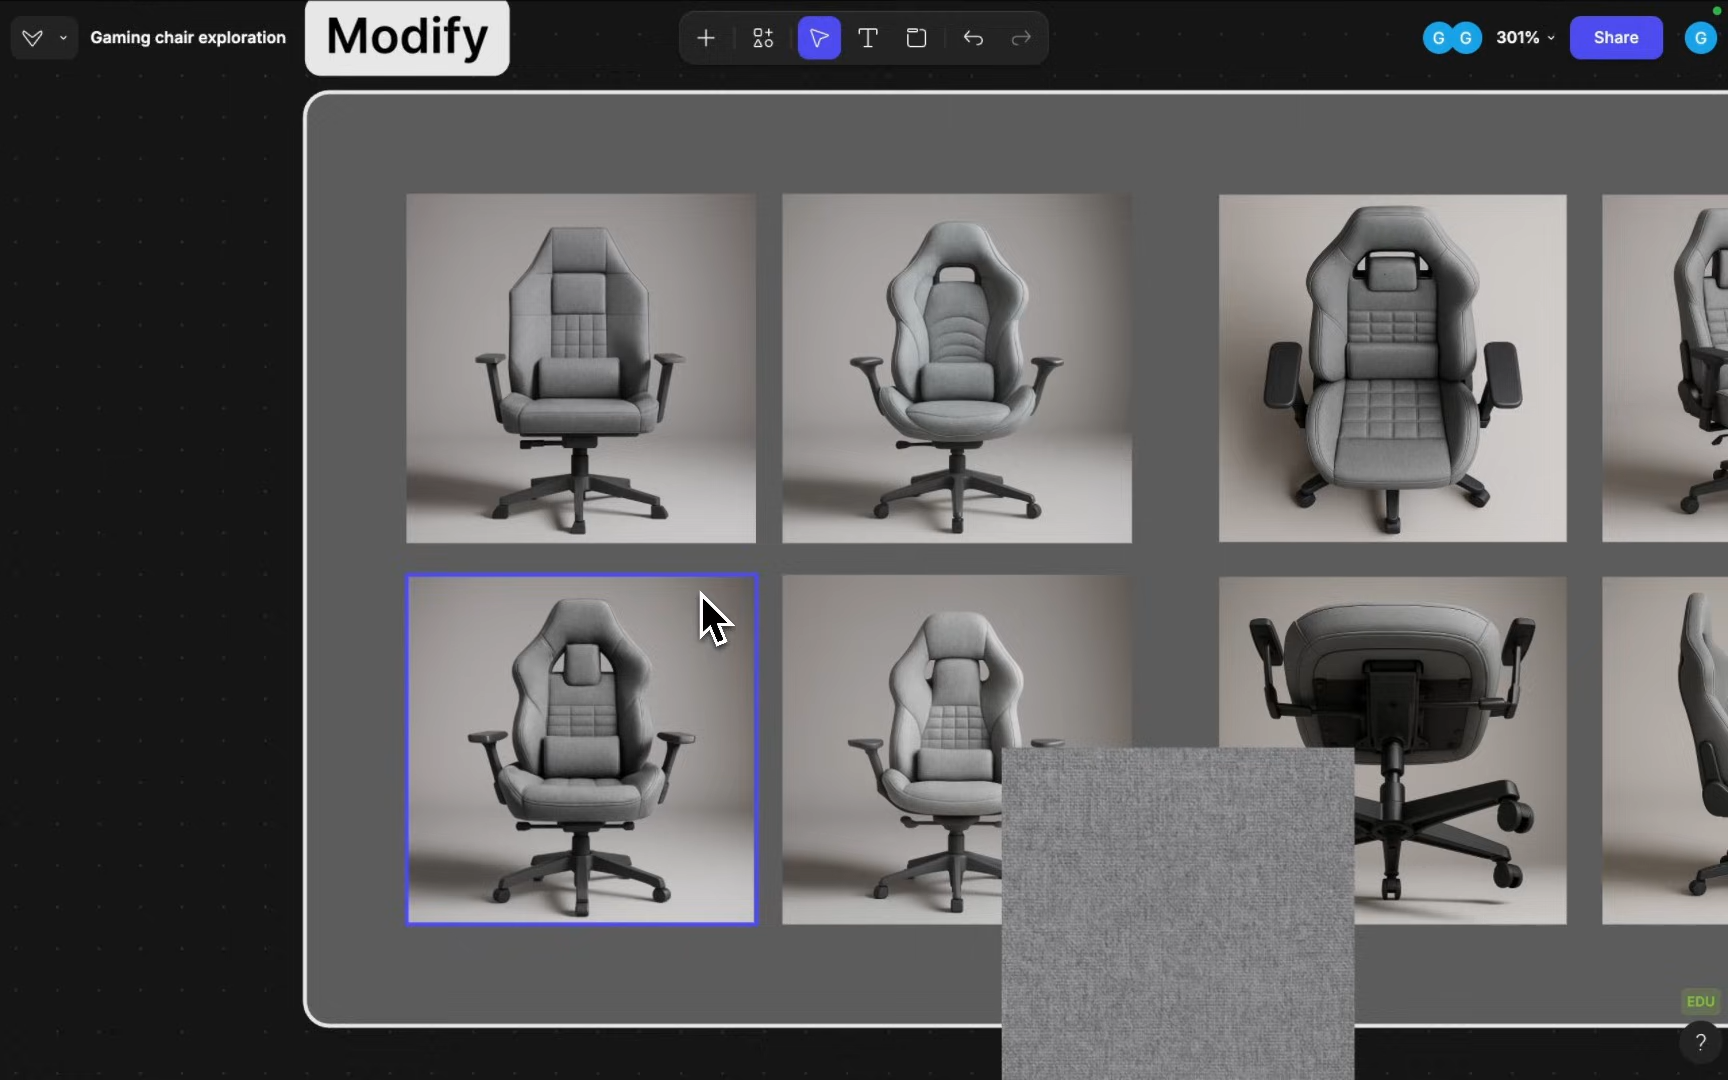 Gaming chair exploration
Modify
T
G G
301%
Share
G
EDU
?